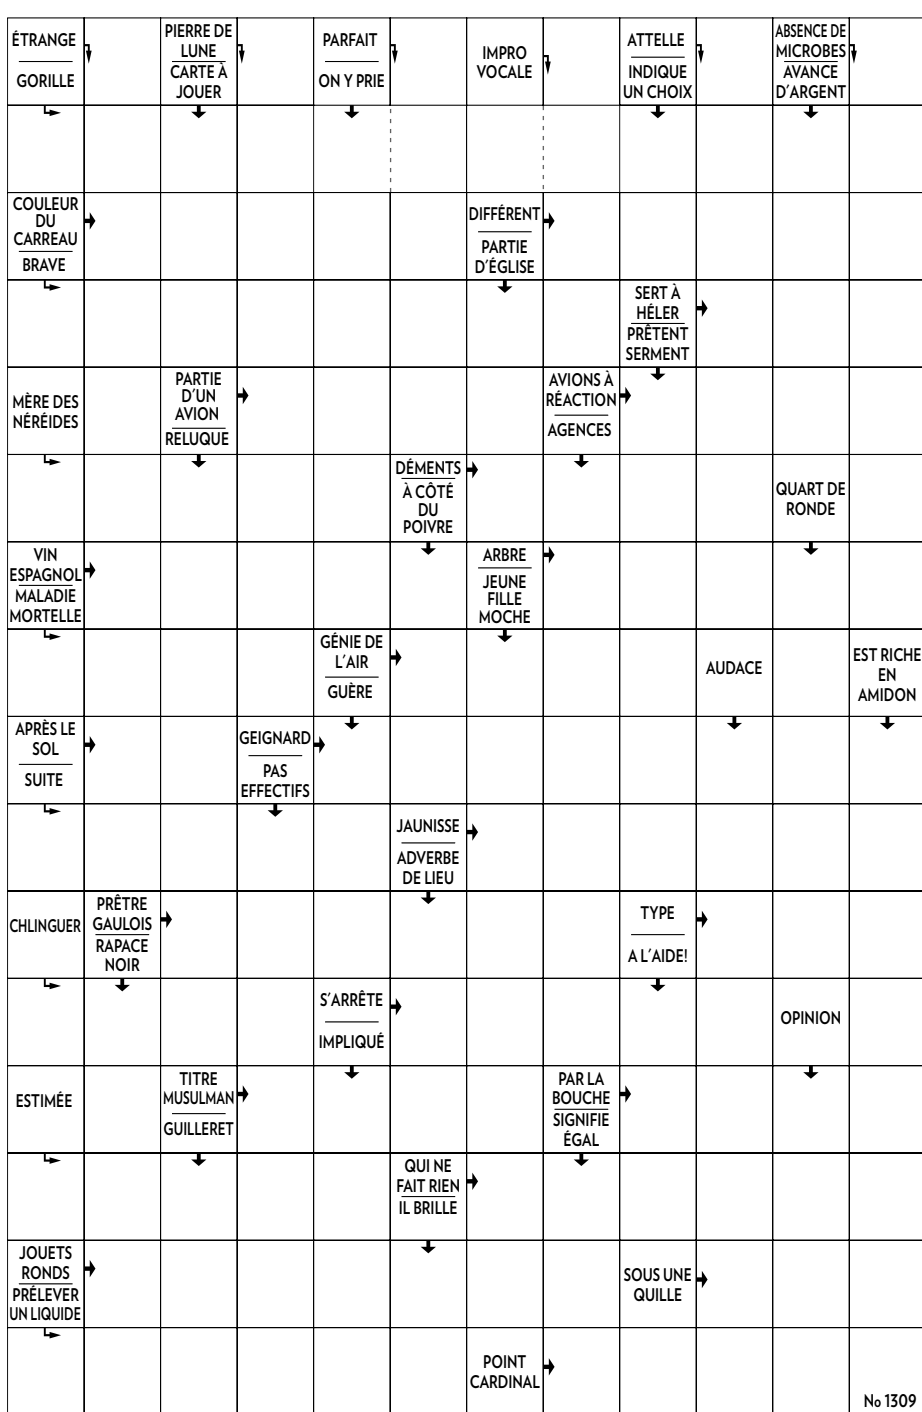 ÉTRANGE
GORILLE
PIERRE DE
LUNE
CARTE À
JOUER
PARFAIT
ON Y PRIE
IMPRO
VOCALE
ATTELLE
INDIQUE
UN CHOIX
ABSENCE DE
MICROBES
AVANCE
D'ARGENT
COULEUR
DU
CARREAU
BRAVE
DIFFÉRENT
PARTIE
D'ÉGLISE
SERT À
HÉLER
PRÊTENT
SERMENT
MÈRE DES
NÉRÉIDES
PARTIE
D'UN
AVION
RELUQUE
AVIONS À
RÉACTION
AGENCES
DÉMENTS
À CÔTÉ
DU
POIVRE
QUART DE
RONDE
VIN
ESPAGNOL
MALADIE
MORTELLE
ARBRE
JEUNE
FILLE
MOCHE
GÉNIE DE
L'AIR
GUÈRE
AUDACE
EST RICHE
EN
AMIDON
APRÈS LE
SOL
SUITE
GEIGNARD
PAS
EFFECTIFS
JAUNISSE
ADVERBE
DE LIEU
CHLINGUER
PRÊTRE
GAULOIS
RAPACE
NOIR
TYPE
A L'AIDE!
S'ARRÊTE
IMPLIQUÉ
OPINION
ESTIMÉE
TITRE
MUSULMAN
GUILLERET
PAR LA
BOUCHE
SIGNIFIE
ÉGAL
QUI NE
FAIT RIEN
IL BRILLE
JOUETS
RONDS
PRÉLEVER
UN LIQUIDE
SOUS UNE
QUILLE
POINT
CARDINAL
No 1309